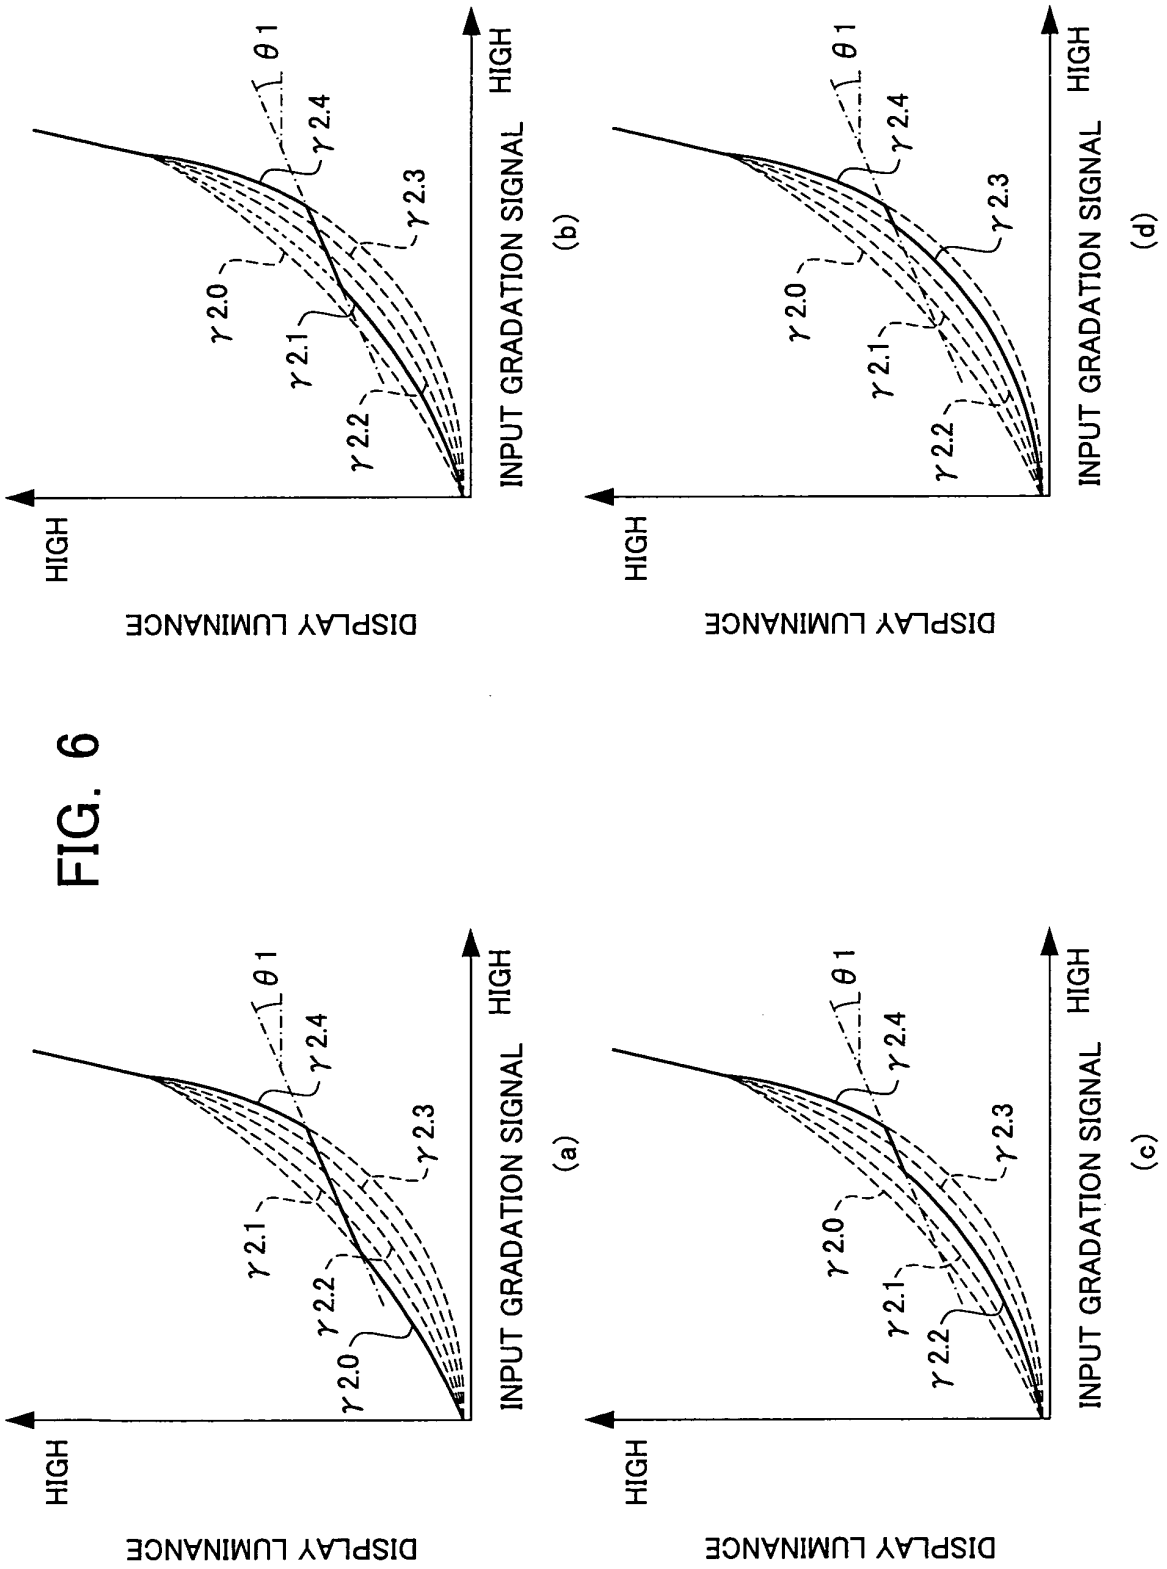 FIG. 6
HIGH
DISPLAY LUMINANCE
γ 2.1
γ 2.2
γ 2.0
γ 2.3
γ 2.4
θ 1
HIGH
INPUT GRADATION SIGNAL
(a)
HIGH
DISPLAY LUMINANCE
γ 2.0
γ 2.1
γ 2.2
γ 2.3
γ 2.4
θ 1
HIGH
INPUT GRADATION SIGNAL
(b)
HIGH
DISPLAY LUMINANCE
γ 2.0
γ 2.1
γ 2.2
γ 2.3
γ 2.4
θ 1
HIGH
INPUT GRADATION SIGNAL
(c)
HIGH
DISPLAY LUMINANCE
γ 2.0
γ 2.1
γ 2.2
γ 2.3
γ 2.4
θ 1
HIGH
INPUT GRADATION SIGNAL
(d)